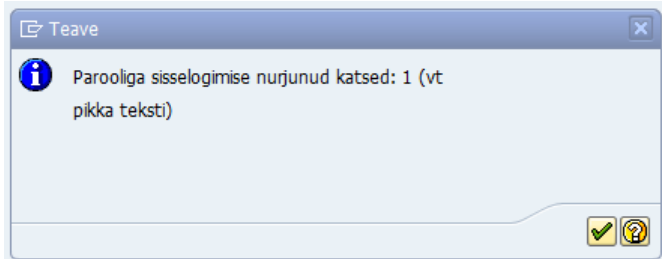 Teave
Parooliga sisselogimise nurjunud katsed: 1 (vt
pikka teksti)